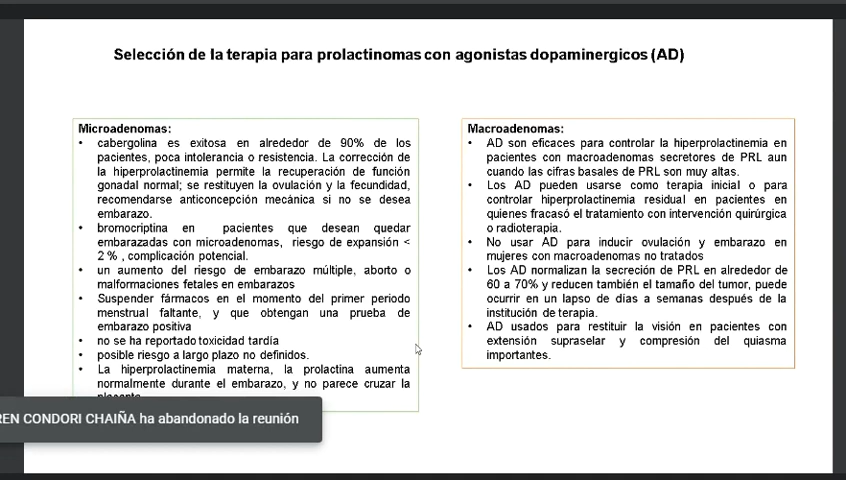 Selección de la terapia para prolactinomas con agonistas dopaminergicos (AD)
Microadenomas:
• cabergolina es exitosa en alrededor de 90% de los
pacientes, poca intolerancia o resistencia. La corrección de
la hiperprolactinemia permite la recuperación de función
gonadal normal; se restituyen la ovulación y la fecundidad,
recomendarse anticoncepción mecánica si no se desea
embarazo.
• bromocriptina en pacientes que desean quedar
embarazadas con microadenomas, riesgo de expansión <
2 % , complicación potencial.
• un aumento del riesgo de embarazo múltiple, aborto o
malformaciones fetales en embarazos
• Suspender fármacos en el momento del primer periodo
menstrual faltante, y que obtengan una prueba de
embarazo positiva
• no se ha reportado toxicidad tardía
• posible riesgo a largo plazo no definidos.
• La hiperprolactinemia materna, la prolactina aumenta
normalmente durante el embarazo, y no parece cruzar la
placenta
Macroadenomas:
• AD son eficaces para controlar la hiperprolactinemia en
pacientes con macroadenomas secretores de PRL aun
cuando las cifras basales de PRL son muy altas.
• Los AD pueden usarse como terapia inicial o para
controlar hiperprolactinemia residual en pacientes en
quienes fracasó el tratamiento con intervención quirúrgica
o radioterapia.
• No usar AD para inducir ovulación y embarazo en
mujeres con macroadenomas no tratados
• Los AD normalizan la secreción de PRL en alrededor de
60 a 70% y reducen también el tamaño del tumor, puede
ocurrir en un lapso de días a semanas después de la
institución de terapia.
• AD usados para restituir la visión en pacientes con
extensión supraselar y compresión del quiasma
importantes.
REN CONDORI CHAIÑA ha abandonado la reunión